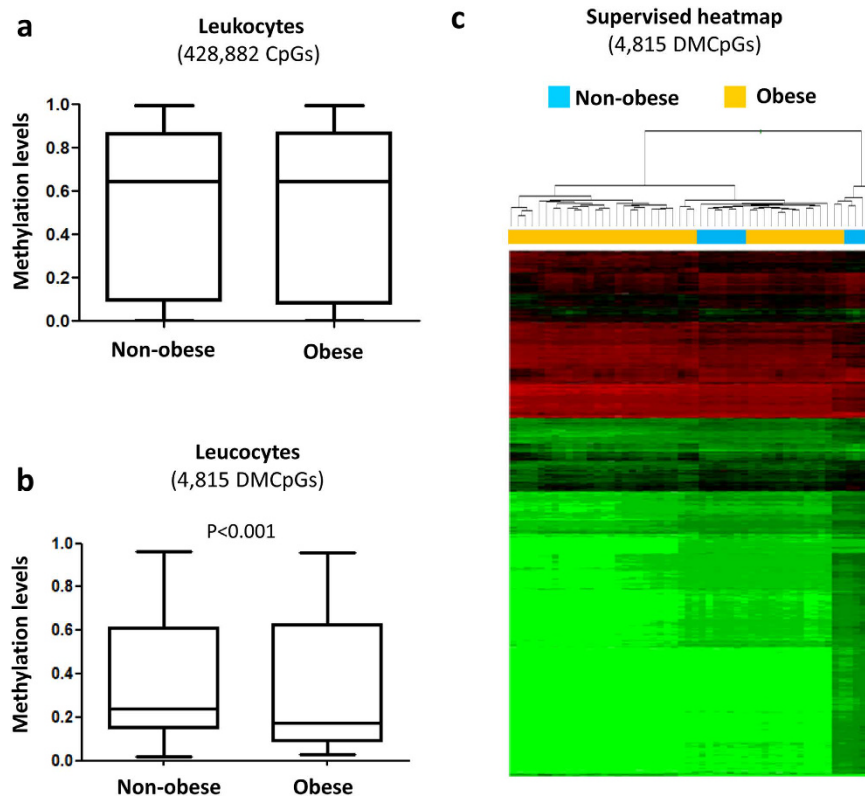 a
Leukocytes
(428,882 CpGs)
Methylation levels
1.0
0.8
0.6
0.4
0.2
0.0
Non-obese
Obese
b
Leucocytes
(4,815 DMCpGs)
P<0.001
Methylation levels
1.0
0.8
0.6
0.4
0.2
0.0
Non-obese
Obese
c
Supervised heatmap
(4,815 DMCpGs)
Non-obese
Obese